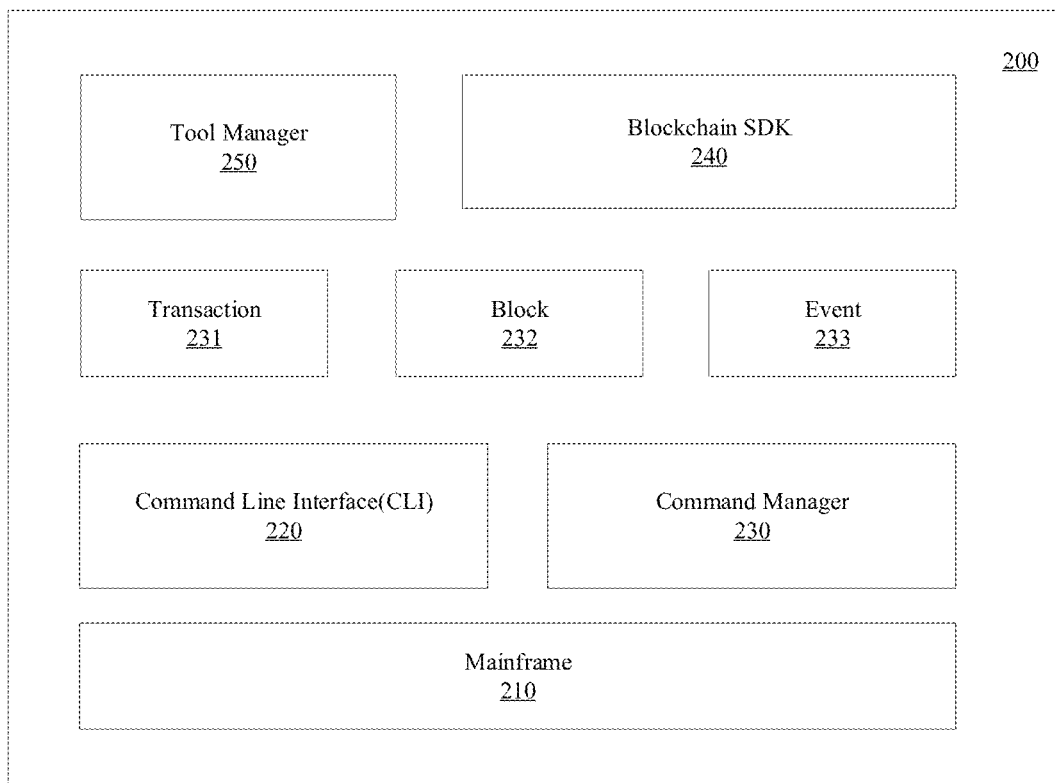 200
Tool Manager
250
Blockchain SDK
240
Transaction
231
Block
232
Event
233
Command Line Interface(CLI)
220
Command Manager
230
Mainframe
210